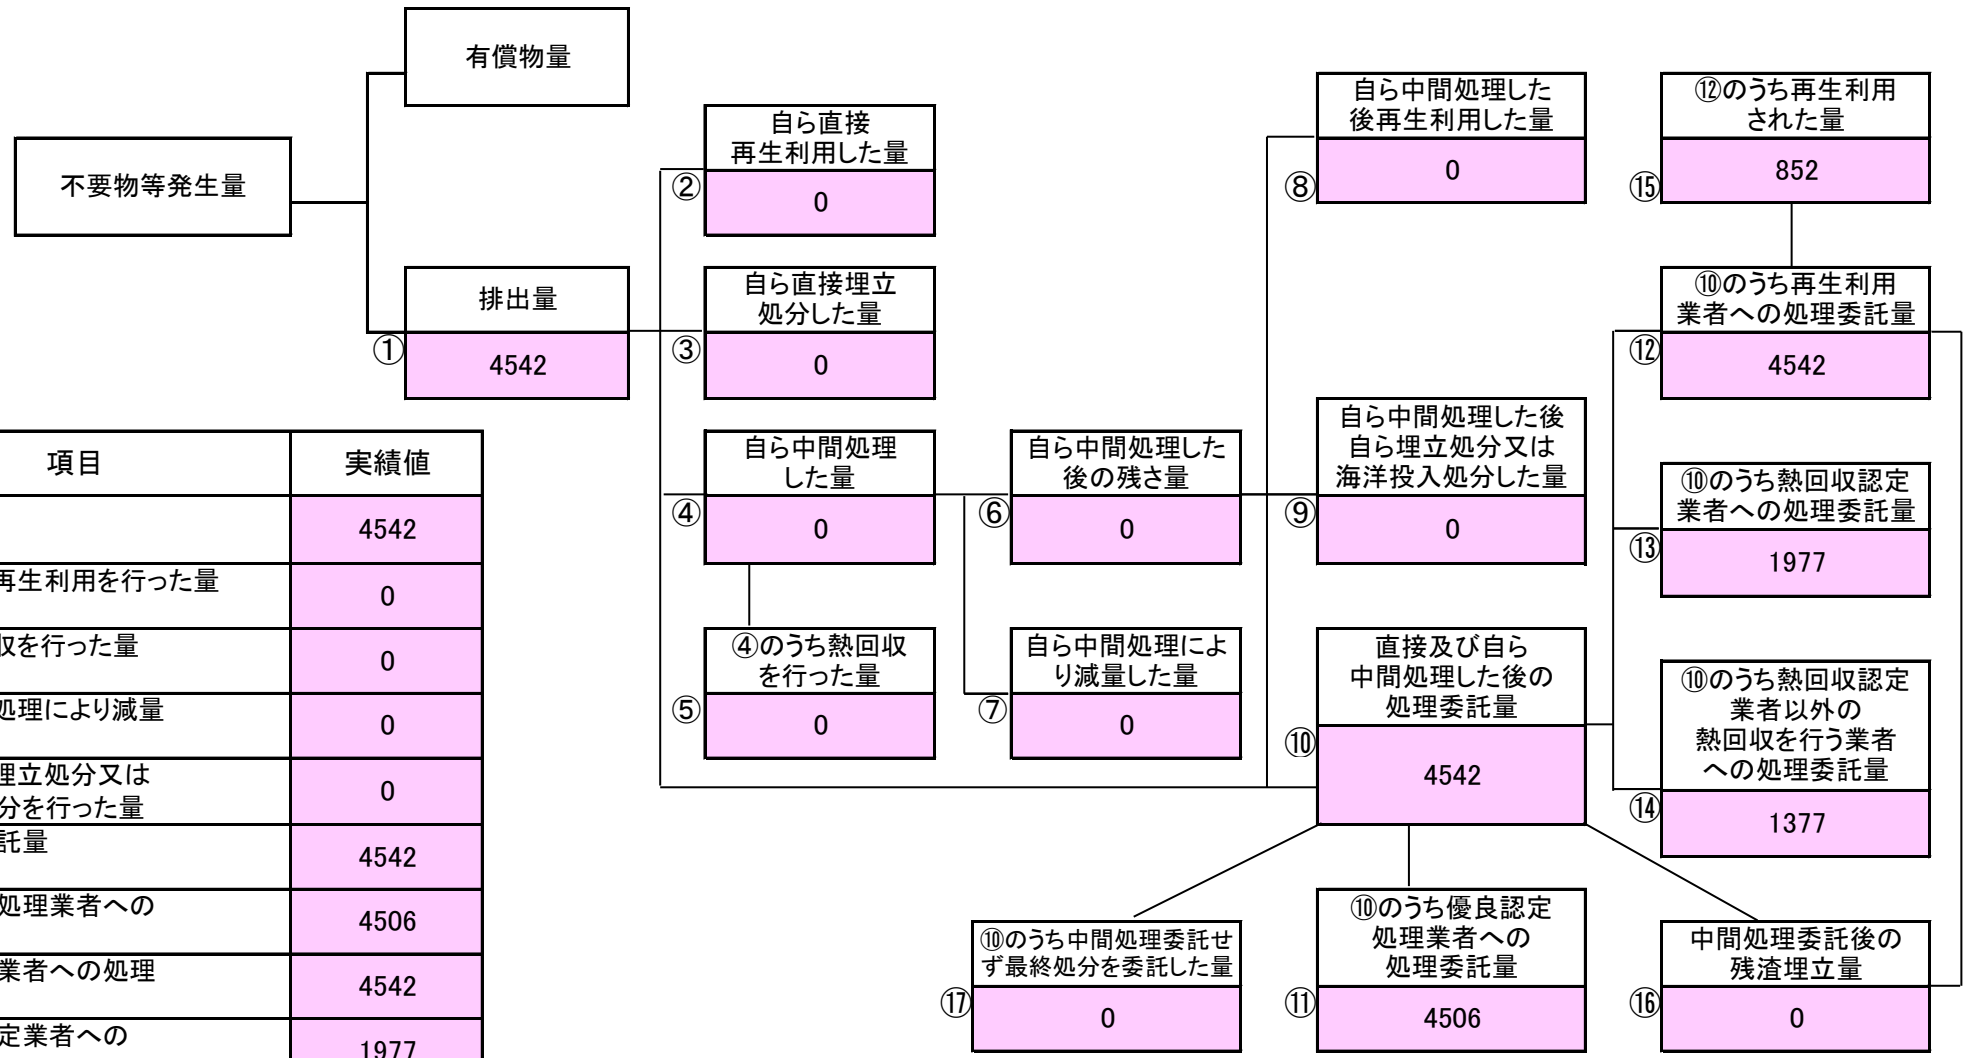 有償物量
不要物等発生量
排出量
①
4542
自ら直接
再生利用した量
②
0
自ら直接埋立
処分した量
③
0
自ら中間処理
した量
④
0
④のうち熱回収
を行った量
⑤
0
自ら中間処理した
後の残さ量
⑥
0
自ら中間処理によ
り減量した量
⑦
0
自ら中間処理した
後再生利用した量
⑧
0
自ら中間処理した後
自ら埋立処分又は
海洋投入処分した量
⑨
0
直接及び自ら
中間処理した後の
処理委託量
⑩
4542
⑫のうち再生利用
された量
⑮
852
⑩のうち再生利用
業者への処理委託量
⑫
4542
⑩のうち熱回収認定
業者への処理委託量
⑬
1977
⑩のうち熱回収認定
業者以外の
熱回収を行う業者
への処理委託量
⑭
1377
⑩のうち中間処理委託せ
ず最終処分を委託した量
⑰
0
⑩のうち優良認定
処理業者への
処理委託量
⑪
4506
中間処理委託後の
残渣埋立量
⑯
0
項目 実績値
4542
再生利用を行った量
0
収を行った量
0
処理により減量
0
埋立処分又は
分を行った量
0
託量
4542
処理業者への
4506
業者への処理
4542
定業者への
1977